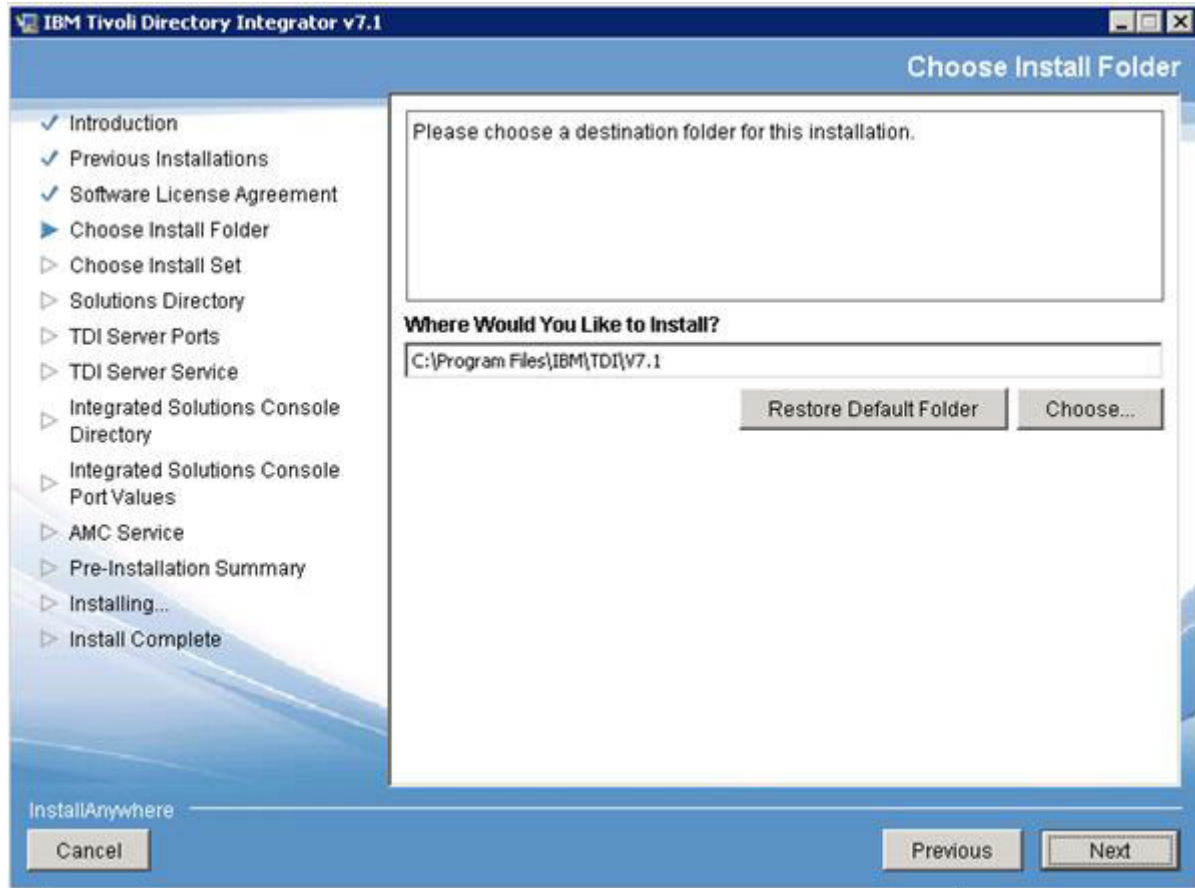 IBM Tivoli Directory Integrator v7.1
Choose Install Folder
Introduction
Previous Installations
Software License Agreement
Choose Install Folder
Choose Install Set
Solutions Directory
TDI Server Ports
TDI Server Service
Integrated Solutions Console
Directory
Integrated Solutions Console
Port Values
AMC Service
Pre-Installation Summary
Installing...
Install Complete
Please choose a destination folder for this installation.
Where Would You Like to Install?
C:\Program Files\IBM\TDI\V7.1
Restore Default Folder
Choose...
InstallAnywhere
Cancel
Previous
Next